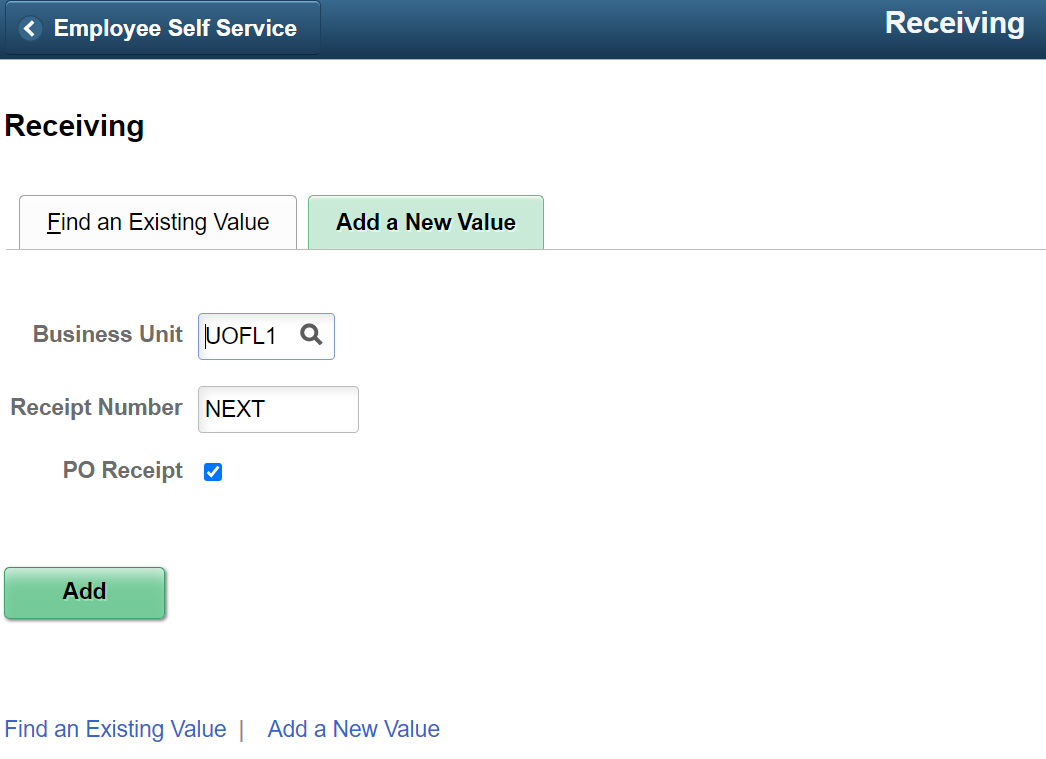 Employee Self Service
Receiving
Receiving
Find an Existing Value
Add a New Value
Business Unit UOFL1
Receipt Number NEXT
PO Receipt
Add
Find an Existing Value | Add a New Value